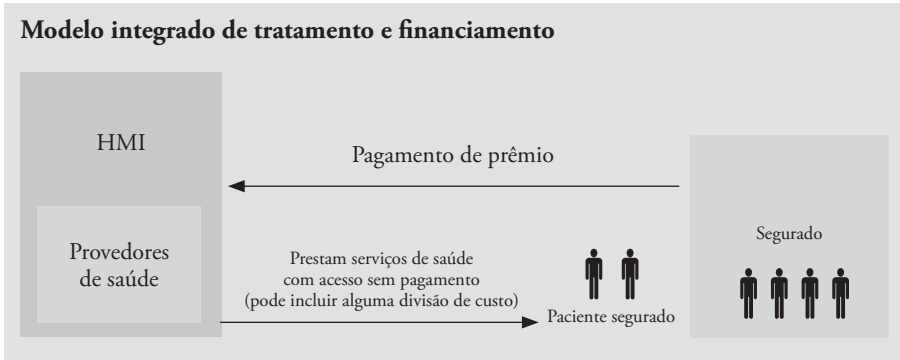 Modelo integrado de tratamento e financiamento
HMI
Pagamento de prêmio
Segurado
Provedores
de saúde
Prestam serviços de saúde
com acesso sem pagamento
(pode incluir alguma divisão de custo)
Paciente segurado